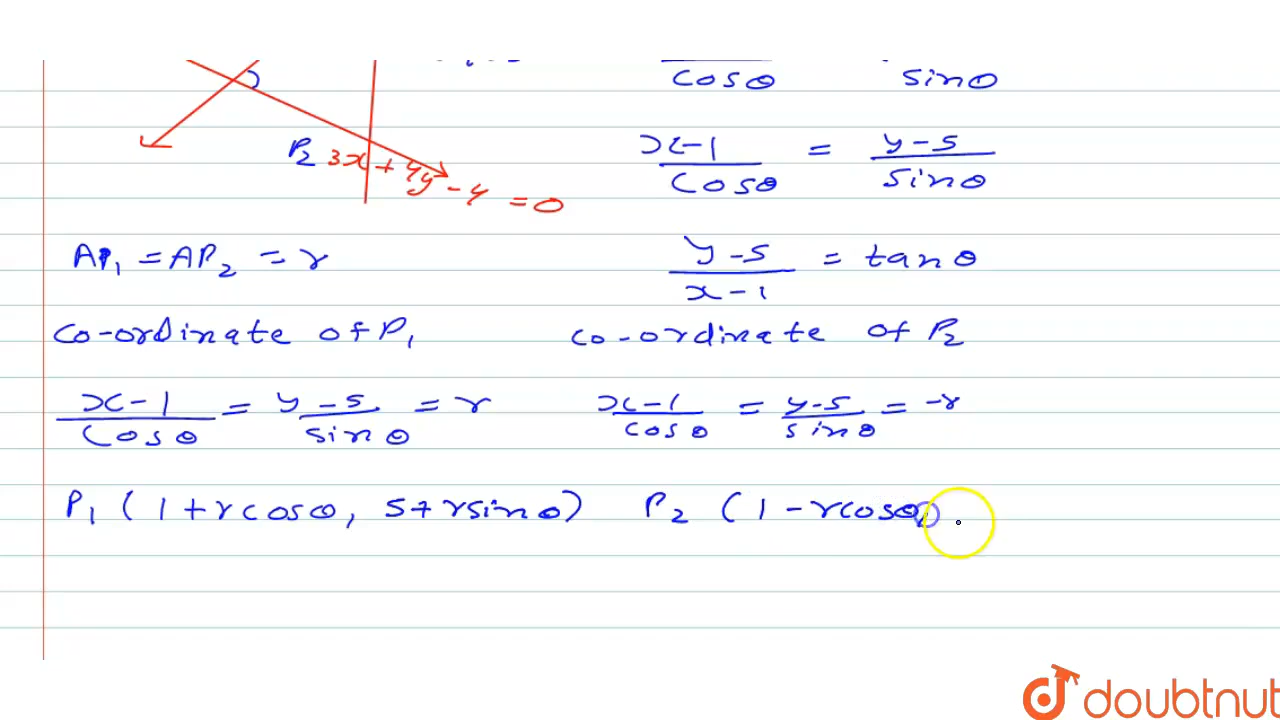 cosθ sinθ
x-1/cosθ = y-5/sinθ
P2 3x+4y-4=0
AP1 = AP2 = r
y-5/x-1 = tanθ
co-ordinate of P1
co-ordinate of P2
x-1/cosθ = y-5/sinθ = r
x-1/cosθ = y-5/sinθ = -r
P1 (1+rcosθ, 5+rsinθ) P2 (1-rcosθ,
doubtnut